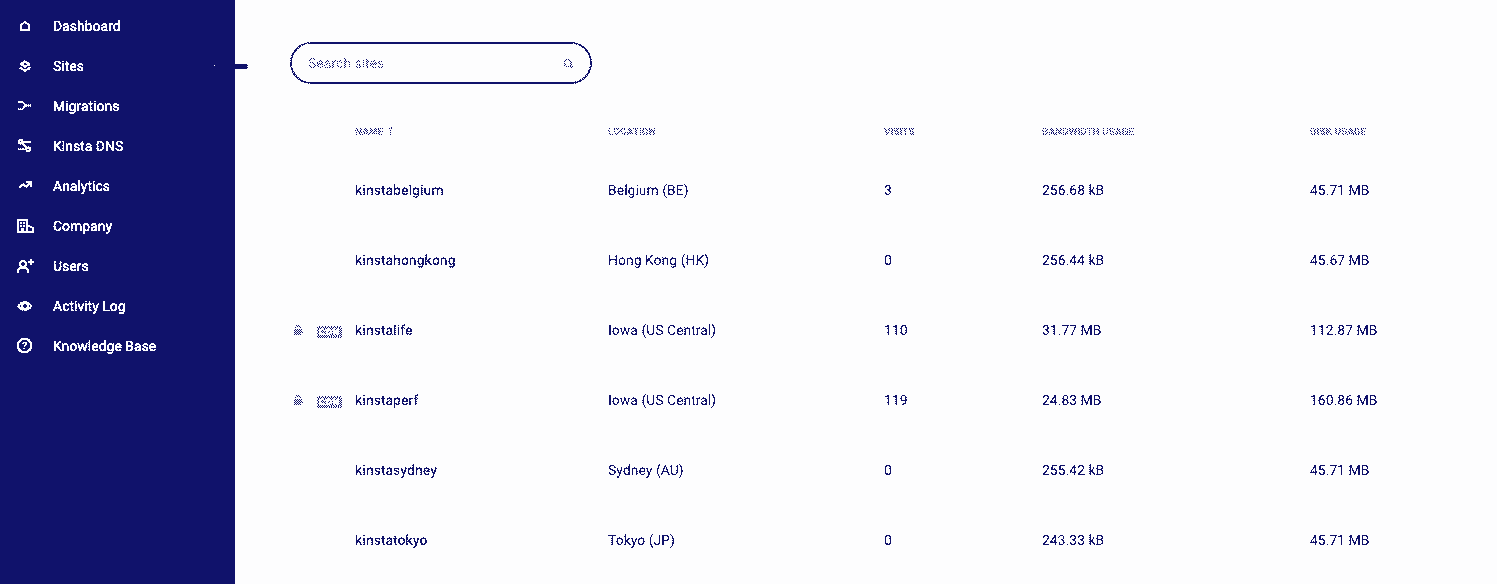 Dashboard
Sites
Migrations
Kinsta DNS
Analytics
Company
Users
Activity Log
Knowledge Base
Search sites
NAME LOCATION VISITS BANDWIDTH USAGE DISK USAGE
kinstabelgium Belgium (BE) 3 256.68 kB 45.71 MB
kinstahongkong Hong Kong (HK) 0 256.44 kB 45.67 MB
kinstalife Iowa (US Central) 110 31.77 MB 112.87 MB
kinstaperf Iowa (US Central) 119 24.83 MB 160.86 MB
kinstasydney Sydney (AU) 0 255.42 kB 45.71 MB
kinstatokyo Tokyo (JP) 0 243.33 kB 45.71 MB